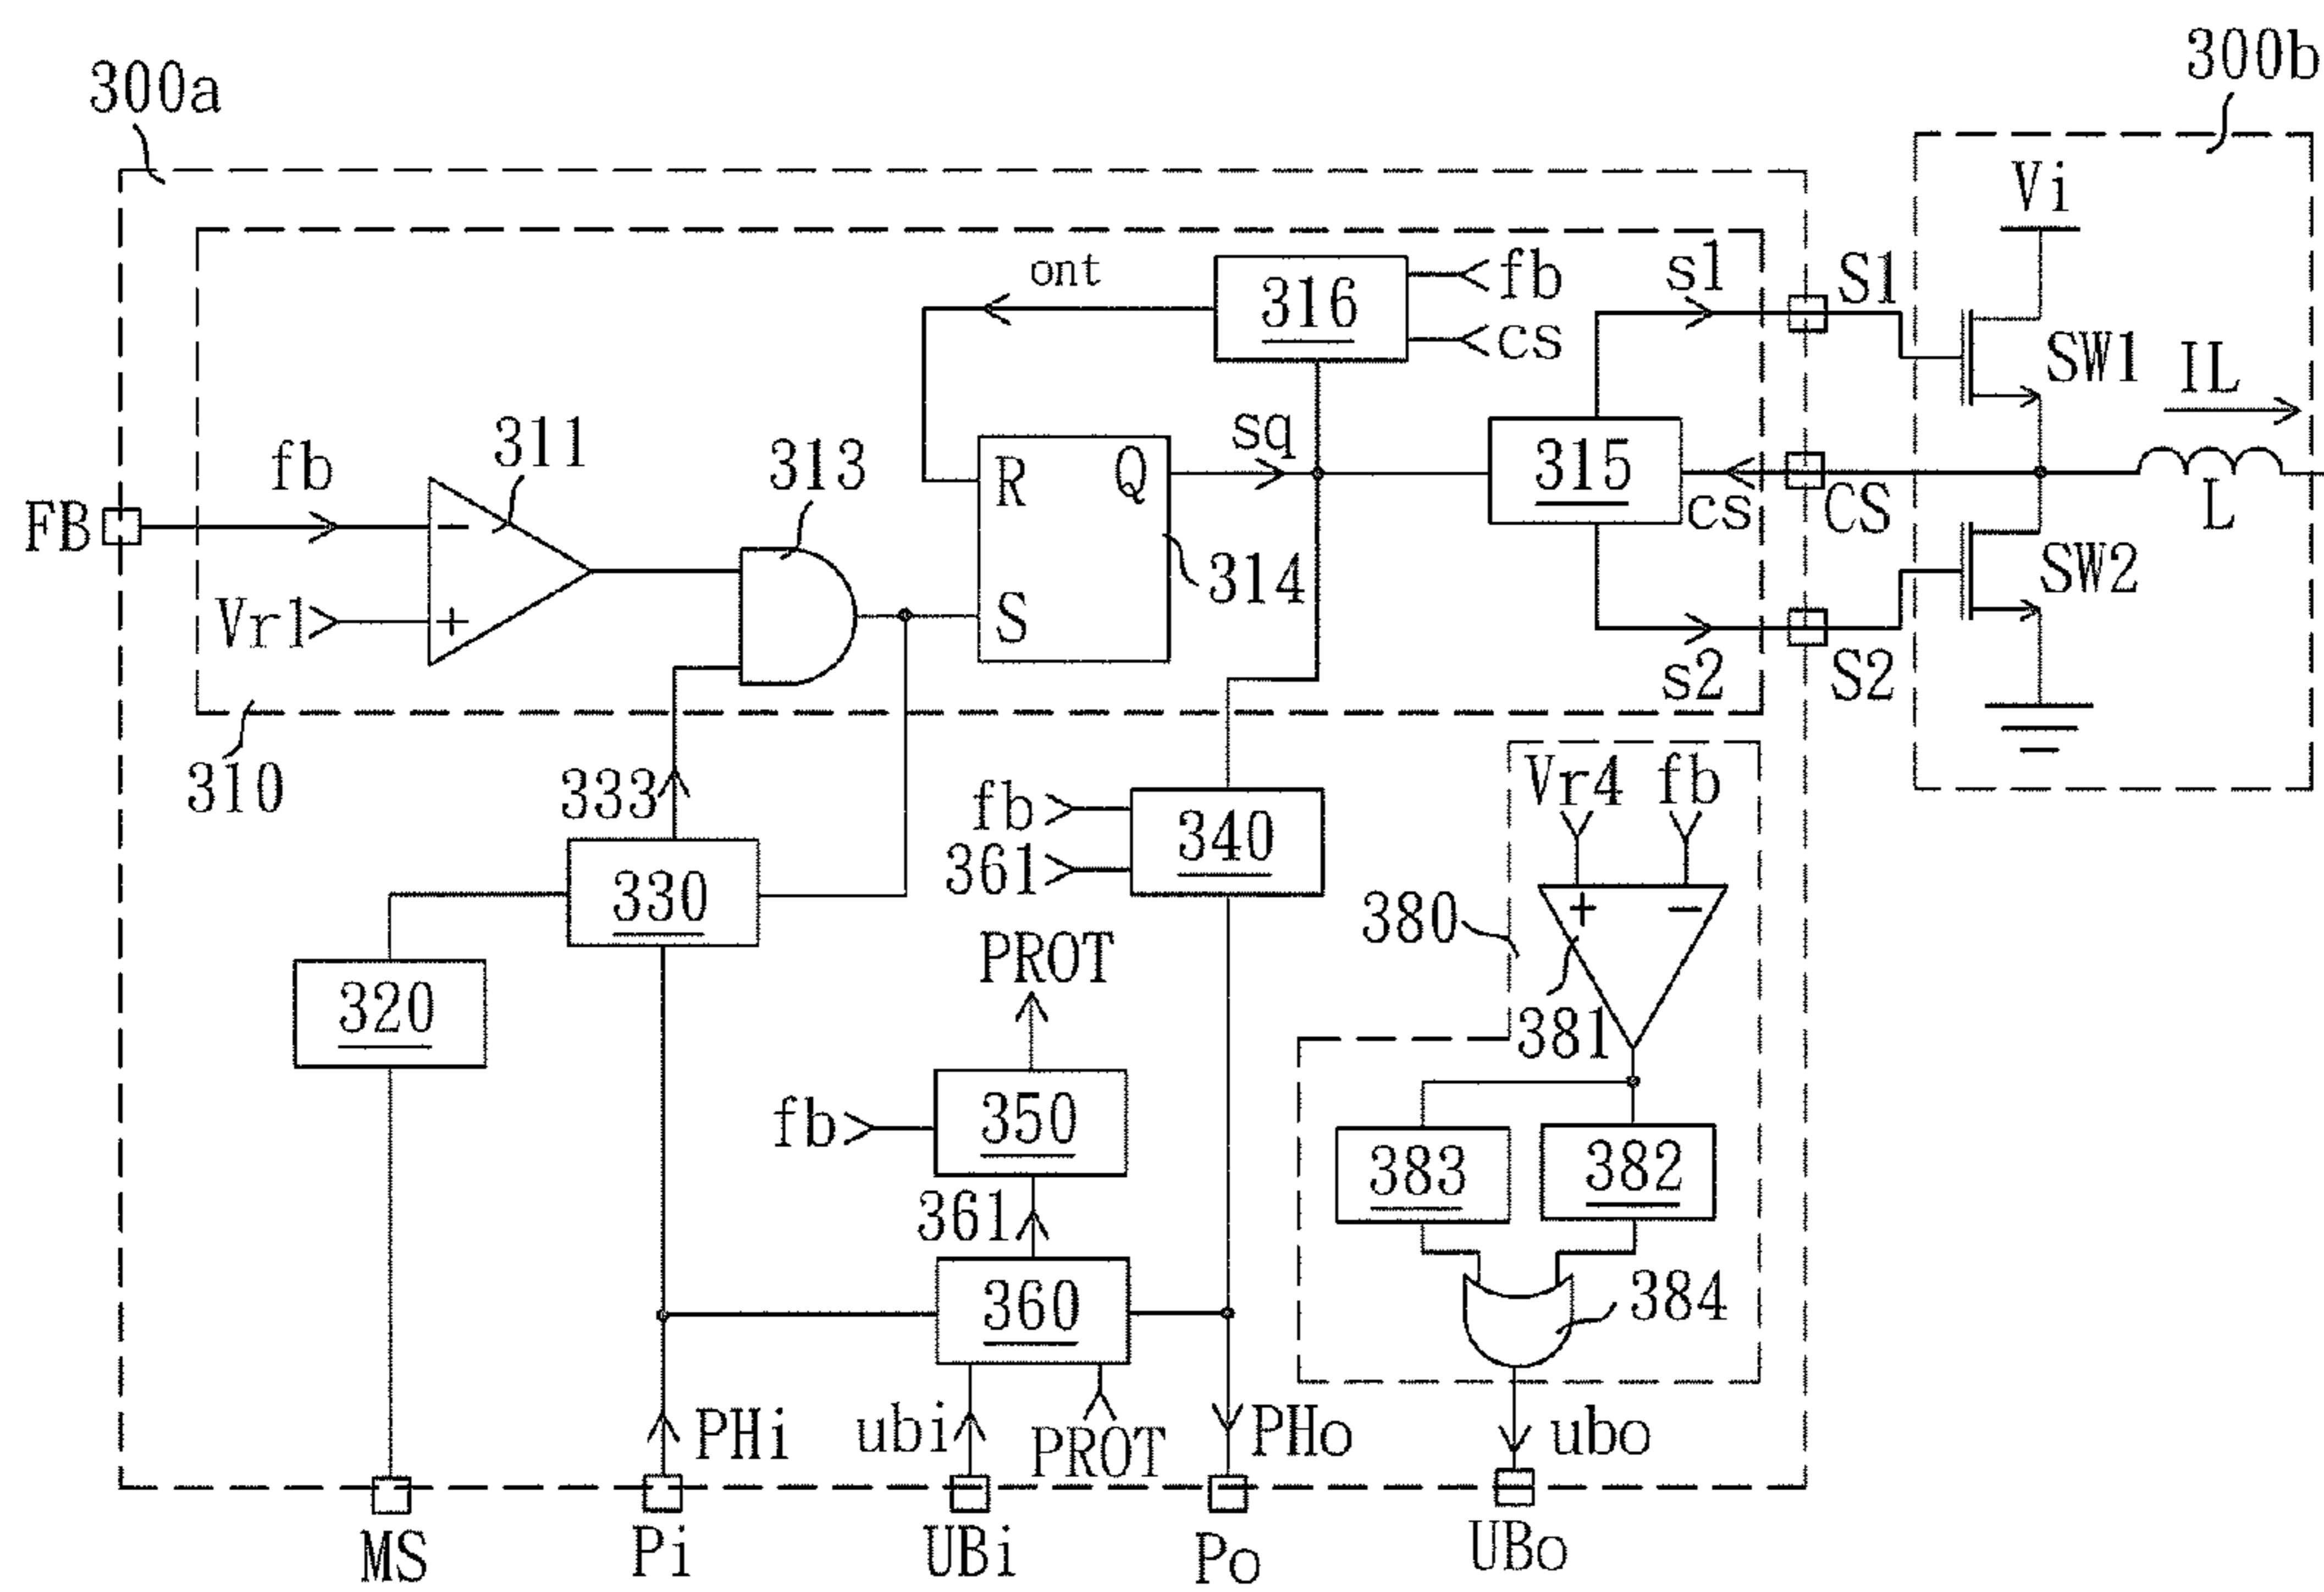 300a
300b
Vi
ont
316
fb
cs
s1
S1
SW1
IL
FB
fb
311
313
R
Q
S
314
sq
315
cs
CS
L
Vr1
+
−
s2
S2
SW2
310
333
fb
361
340
Vr4
fb
330
380
+
−
381
320
PROT
fb
350
383
382
361
360
384
PHi
ubi
PROT
PHo
ubo
MS
Pi
UBi
Po
UBo